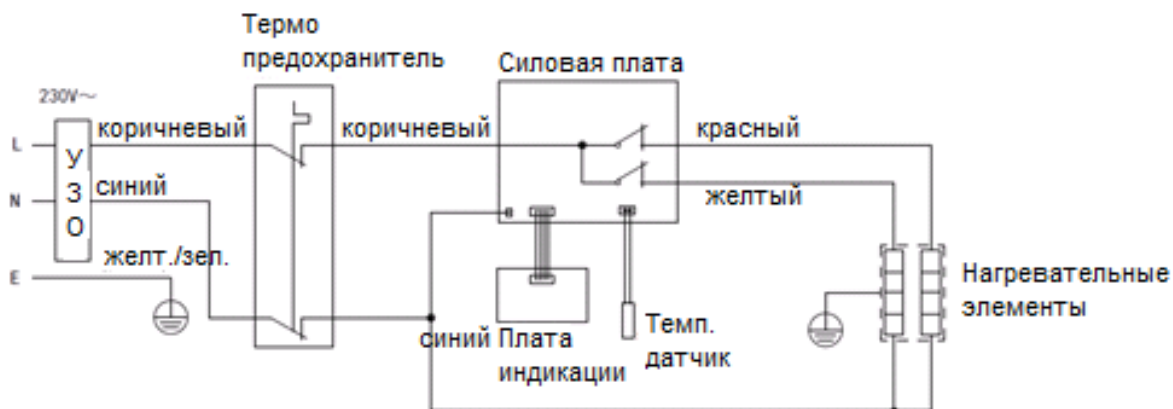 Термо
предохранитель
Силовая плата
230V~
коричневый
коричневый
красный
L
У
З
О
синий
желтый
N
желт./зел.
E
Нагревательные
элементы
синий
Плата
индикации
Темп.
датчик